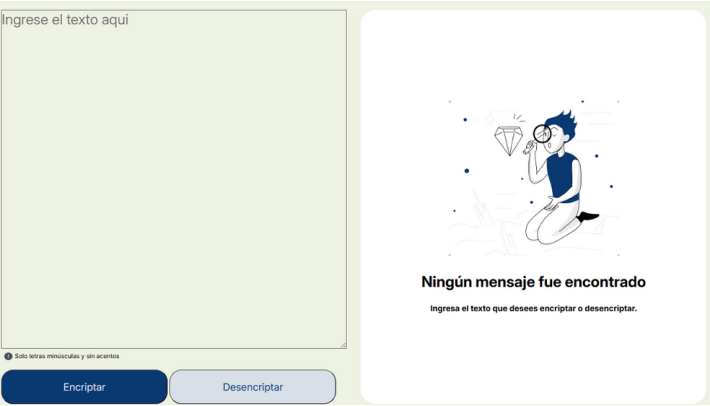 Ingrese el texto aqui
Solo letras minúsculas y sin acentos
Encriptar
Desencriptar
Ningún mensaje fue encontrado
Ingresa el texto que desees encriptar o desencriptar.